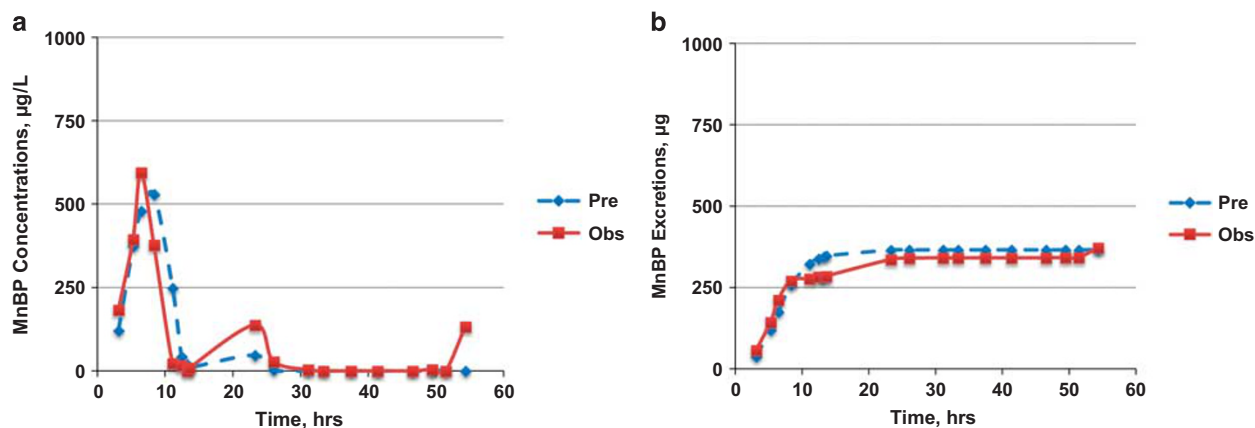 a
MnBP Concentrations, µg/L
1000
750
500
250
0
0 10 20 30 40 50 60
Time, hrs
Pre
Obs
b
MnBP Excretions, µg
1000
750
500
250
0
0 10 20 30 40 50 60
Time, hrs
Pre
Obs